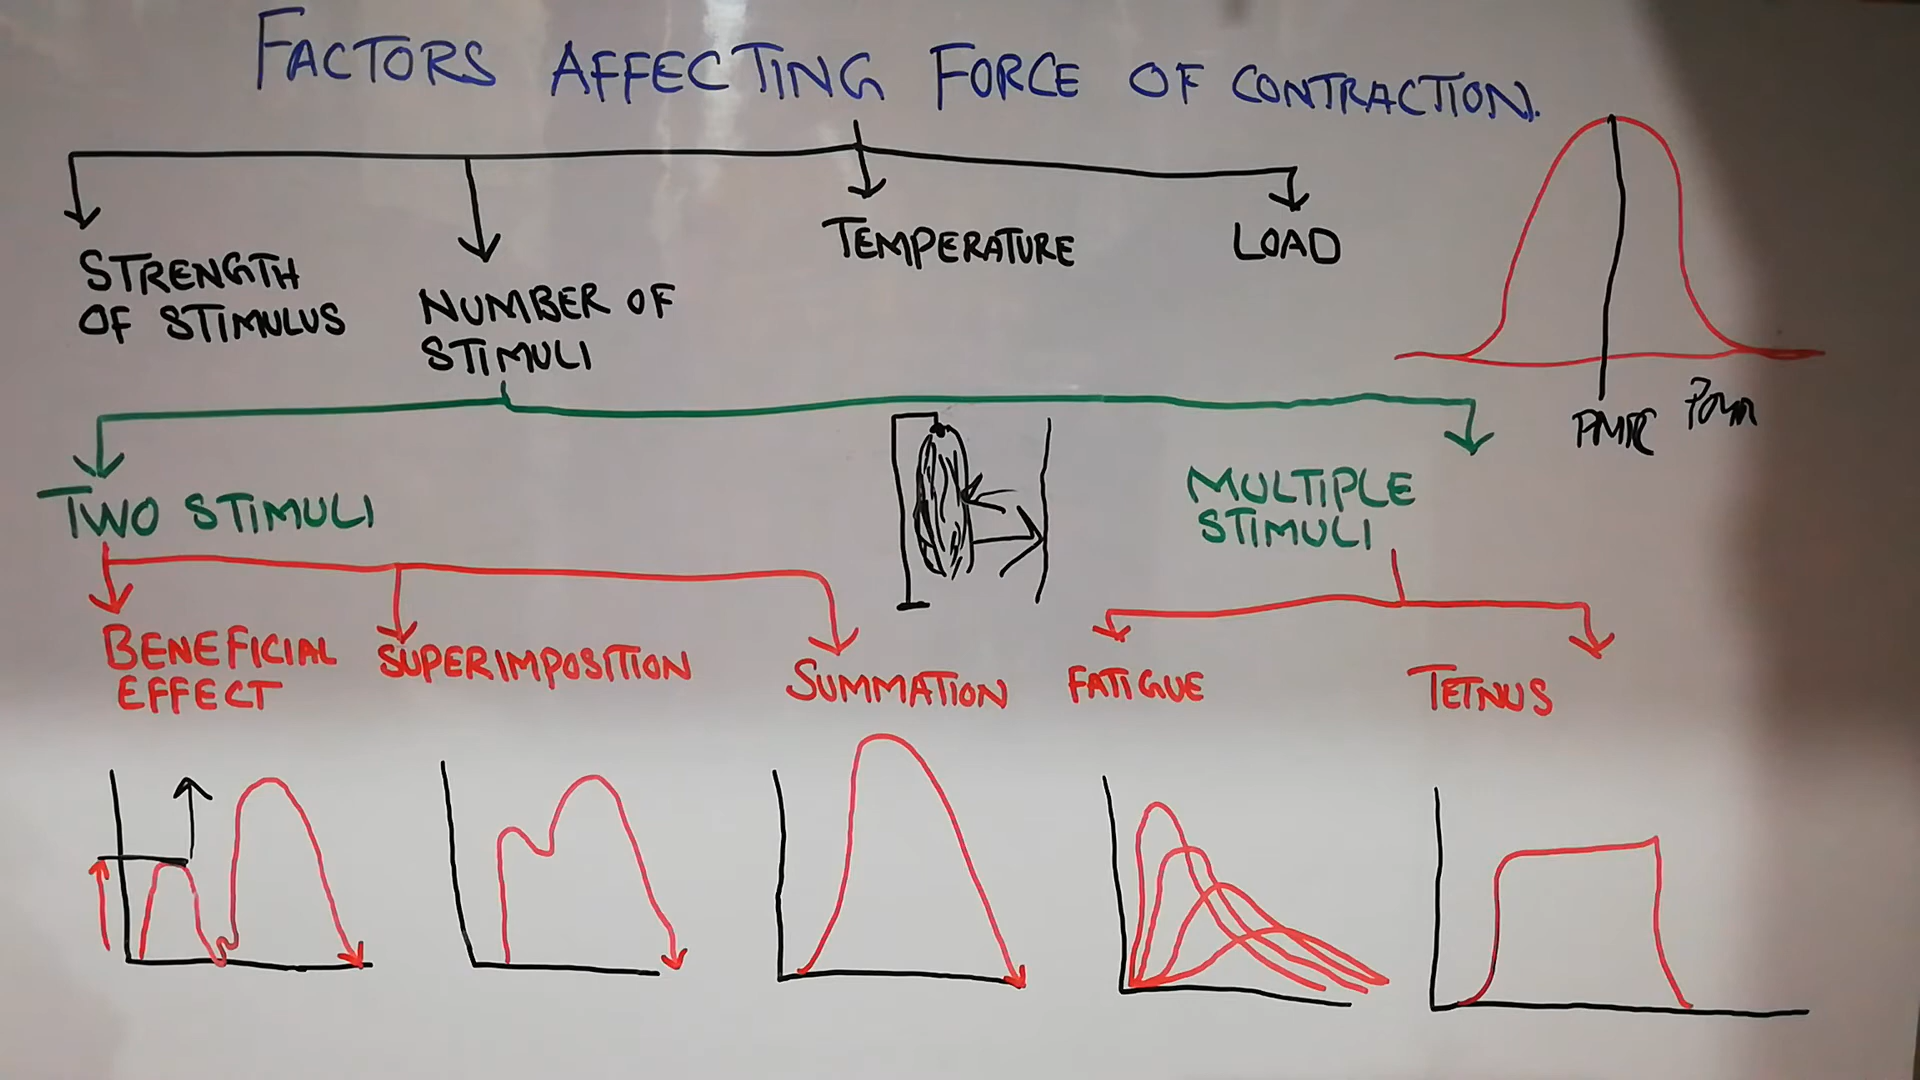 FACTORS AFFECTING FORCE OF CONTRACTION.
STRENGTH
OF STIMULUS
NUMBER OF
STIMULI
TEMPERATURE
LOAD
TWO STIMULI
MULTIPLE
STIMULI
BENEFICIAL
EFFECT
SUPERIMPOSITION
SUMMATION
FATIGUE
TETNUS